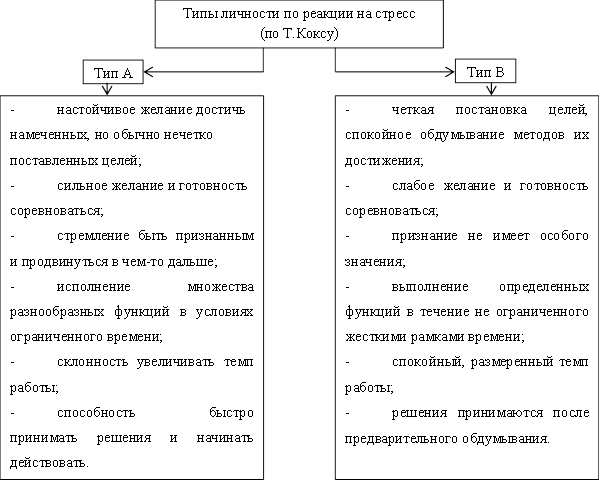 Типы личности по реакции на стресс
(по Т.Коксу)
Тип А
Тип В
- настойчивое желание достичь
намеченных, но обычно нечетко
поставленных целей;
- сильное желание и готовность
соревноваться;
- стремление быть признанным
и продвинуться в чем-то дальше;
- исполнение множества
разнообразных функций в условиях
ограниченного времени;
- склонность увеличивать темп
работы;
- способность быстро
принимать решения и начинать
действовать.
- четкая постановка целей,
спокойное обдумывание методов их
достижения;
- слабое желание и готовность
соревноваться;
- признание не имеет особого
значения;
- выполнение определенных
функций в течение не ограниченного
жесткими рамками времени;
- спокойный, размеренный темп
работы;
- решения принимаются после
предварительного обдумывания.